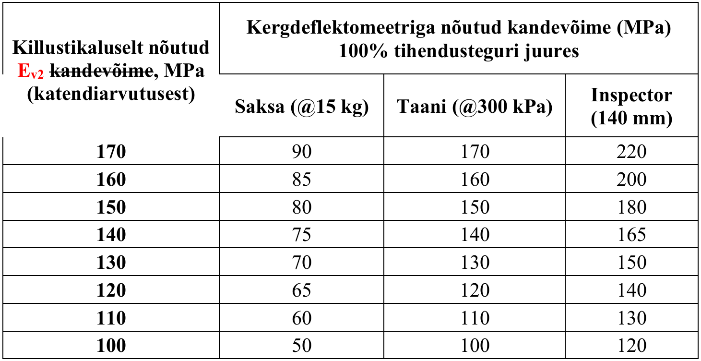 Killustikaluselt nõutud
Ev2 kandevõime, MPa
(katendiarvutusest)
Kergdeflektomeetriga nõutud kandevõime (MPa)
100% tihendusteguri juures
Saksa (@15 kg) Taani (@300 kPa) Inspector
(140 mm)
170 90 170 220
160 85 160 200
150 80 150 180
140 75 140 165
130 70 130 150
120 65 120 140
110 60 110 130
100 50 100 120